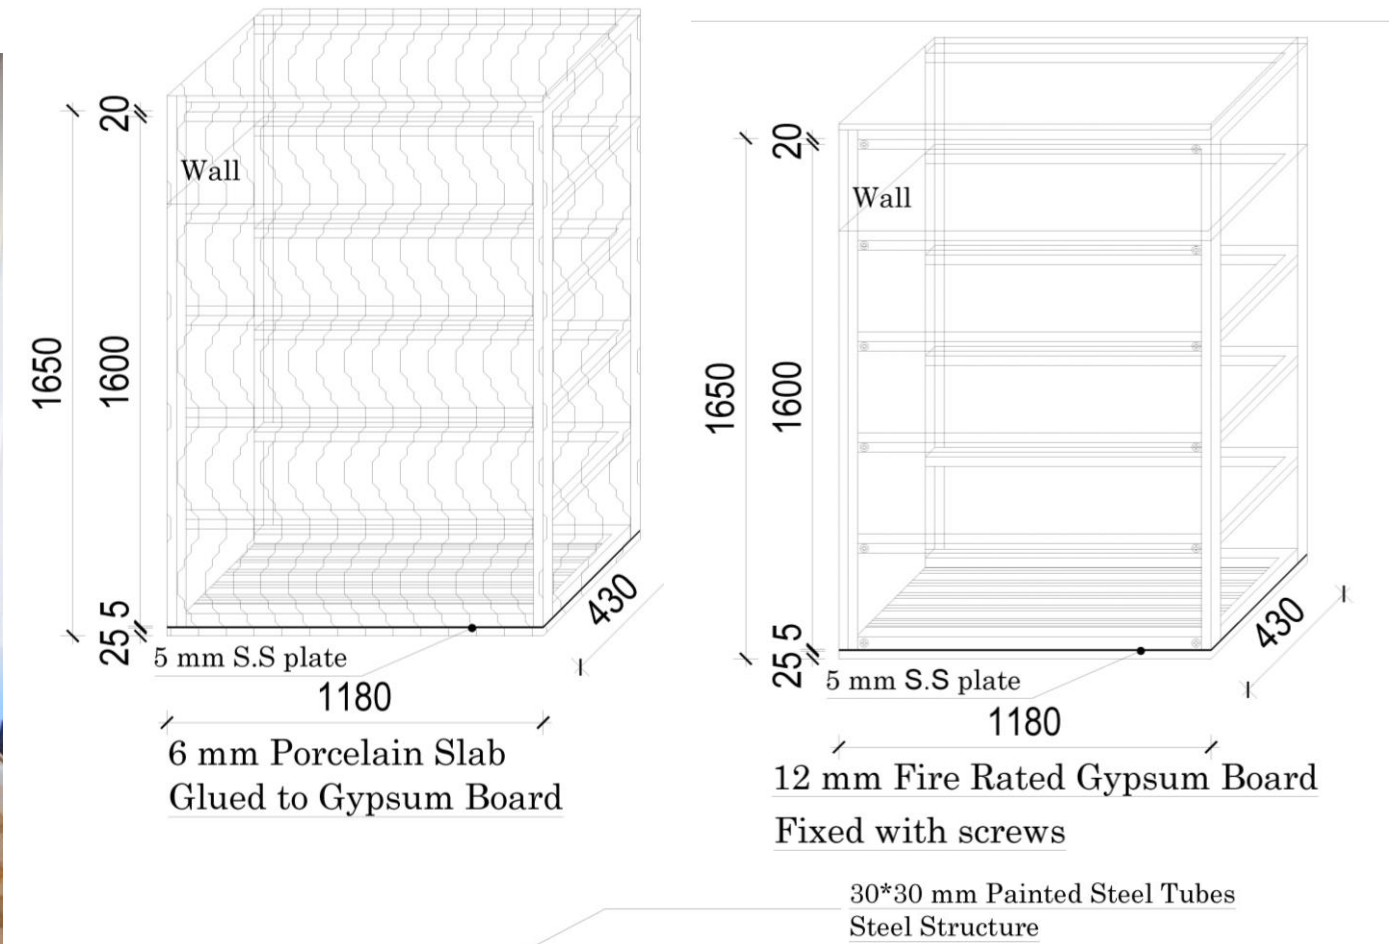 20
Wall
1650
1600
25 5
5 mm S.S plate
430
1180
6 mm Porcelain Slab
Glued to Gypsum Board
20
Wall
1650
1600
25 5
5 mm S.S plate
430
1180
12 mm Fire Rated Gypsum Board
Fixed with screws
30*30 mm Painted Steel Tubes
Steel Structure